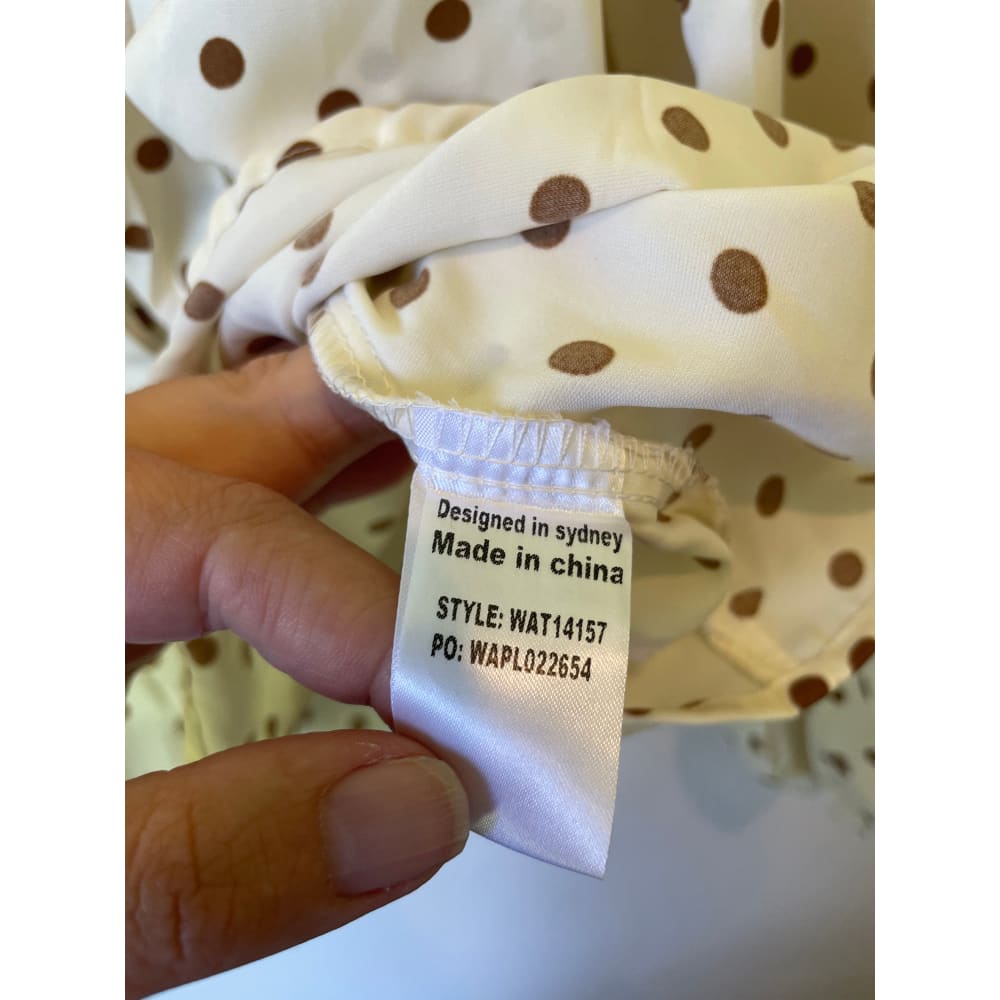 Designed in sydney
Made in china
STYLE: WAT14157
PO: WAPL022654